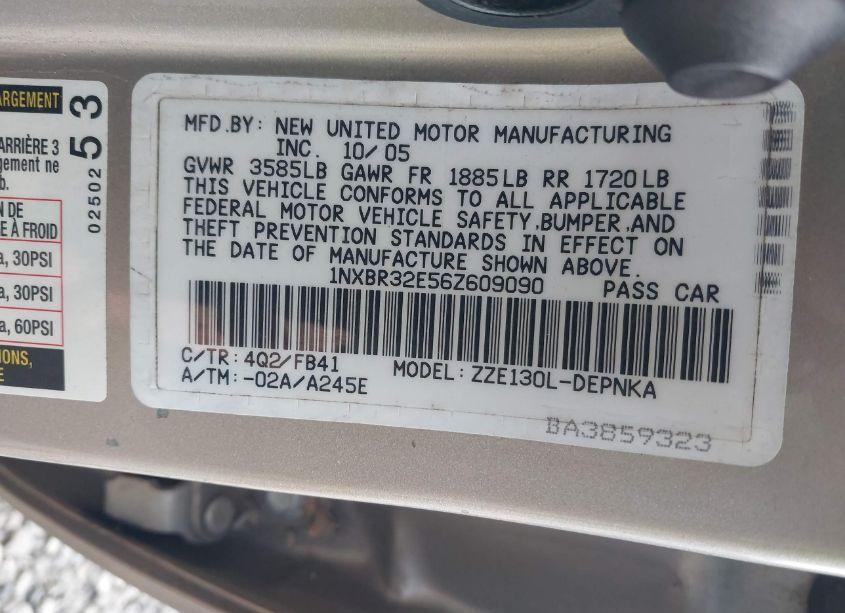 ARGEMENT
ARRIÈRE 3
gement ne
b.
N DE
E À FROID
a, 30PSI
a, 30PSI
a, 60PSI
IONS,
E
02502 53
MFD.BY: NEW UNITED MOTOR MANUFACTURING
INC. 10/05
GVWR 3585LB GAWR FR 1885LB RR 1720LB
THIS VEHICLE CONFORMS TO ALL APPLICABLE
FEDERAL MOTOR VEHICLE SAFETY,BUMPER,AND
THEFT PREVENTION STANDARDS IN EFFECT ON
THE DATE OF MANUFACTURE SHOWN ABOVE.
1NXBR32E56Z609090 PASS CAR
C/TR: 4Q2/FB41 MODEL: ZZE130L-DEPNKA
A/TM:-02A/A245E
BA3859323